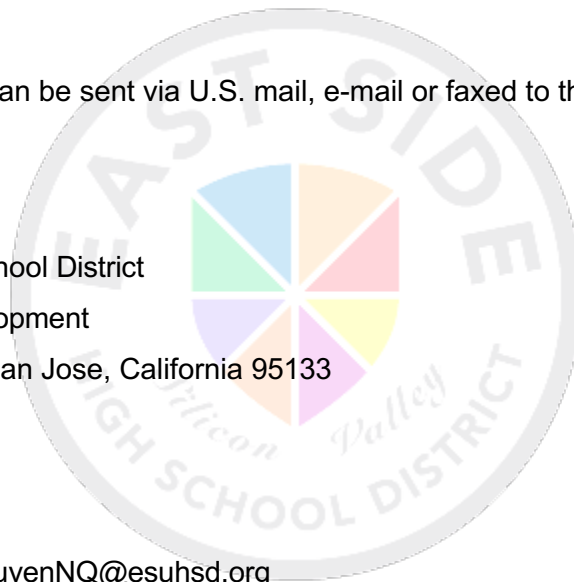 an be sent via U.S. mail, e-mail or faxed to th
hool District
opment
an Jose, California 95133
uyenNQ@esuhsd.org
EAST SIDE
Silicon Valley
HIGH SCHOOL DISTRICT